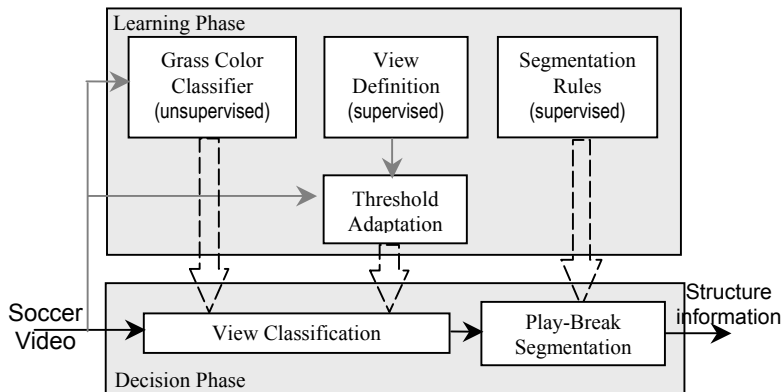 Learning Phase
Grass Color
Classifier
(unsupervised)
View
Definition
(supervised)
Segmentation
Rules
(supervised)
Threshold
Adaptation
Soccer
Video
View Classification
Play-Break
Segmentation
Structure
information
Decision Phase